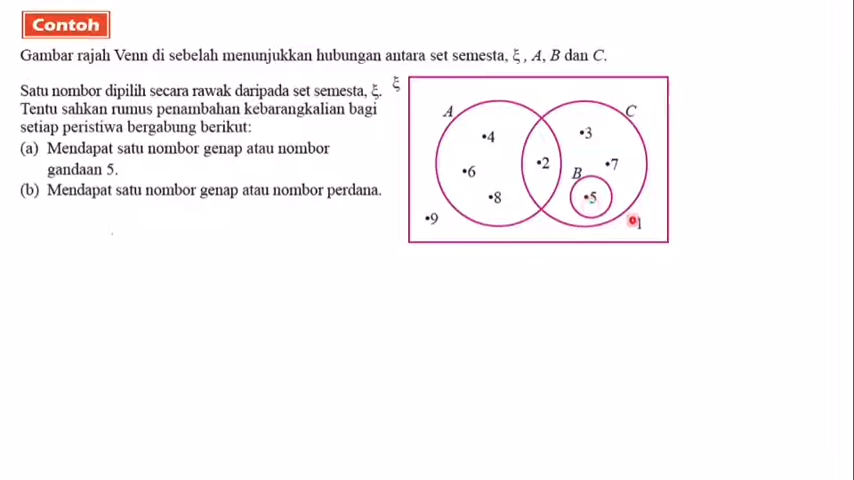 Contoh
Gambar rajah Venn di sebelah menunjukkan hubungan antara set semesta, ξ , A, B dan C.
Satu nombor dipilih secara rawak daripada set semesta, ξ.
Tentu sahkan rumus penambahan kebarangkalian bagi
setiap peristiwa bergabung berikut:
(a) Mendapat satu nombor genap atau nombor
gandaan 5.
(b) Mendapat satu nombor genap atau nombor perdana.
ξ
A
C
•4
•3
•2
•7
•6
B
•8
•5
•9
•1